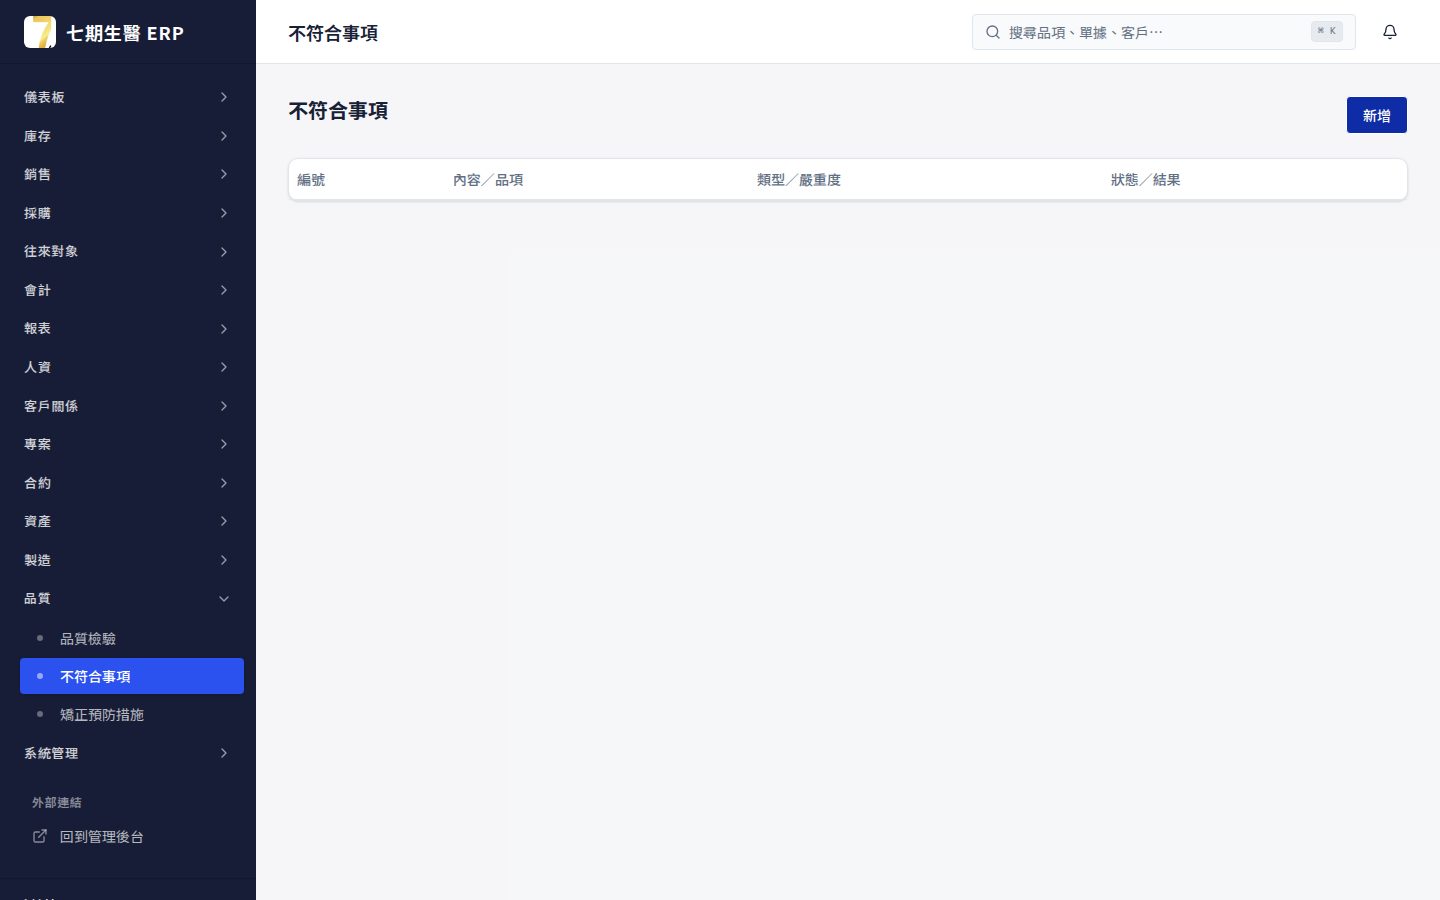 7
七期生醫 ERP
不符合事項
搜尋品項、單據、客戶…
⌘ K
儀表板
庫存
銷售
採購
往來對象
會計
報表
人資
客戶關係
專案
合約
資產
製造
品質
品質檢驗
不符合事項
矯正預防措施
系統管理
外部連結
回到管理後台
不符合事項
新增
編號
內容／品項
類型／嚴重度
狀態／結果